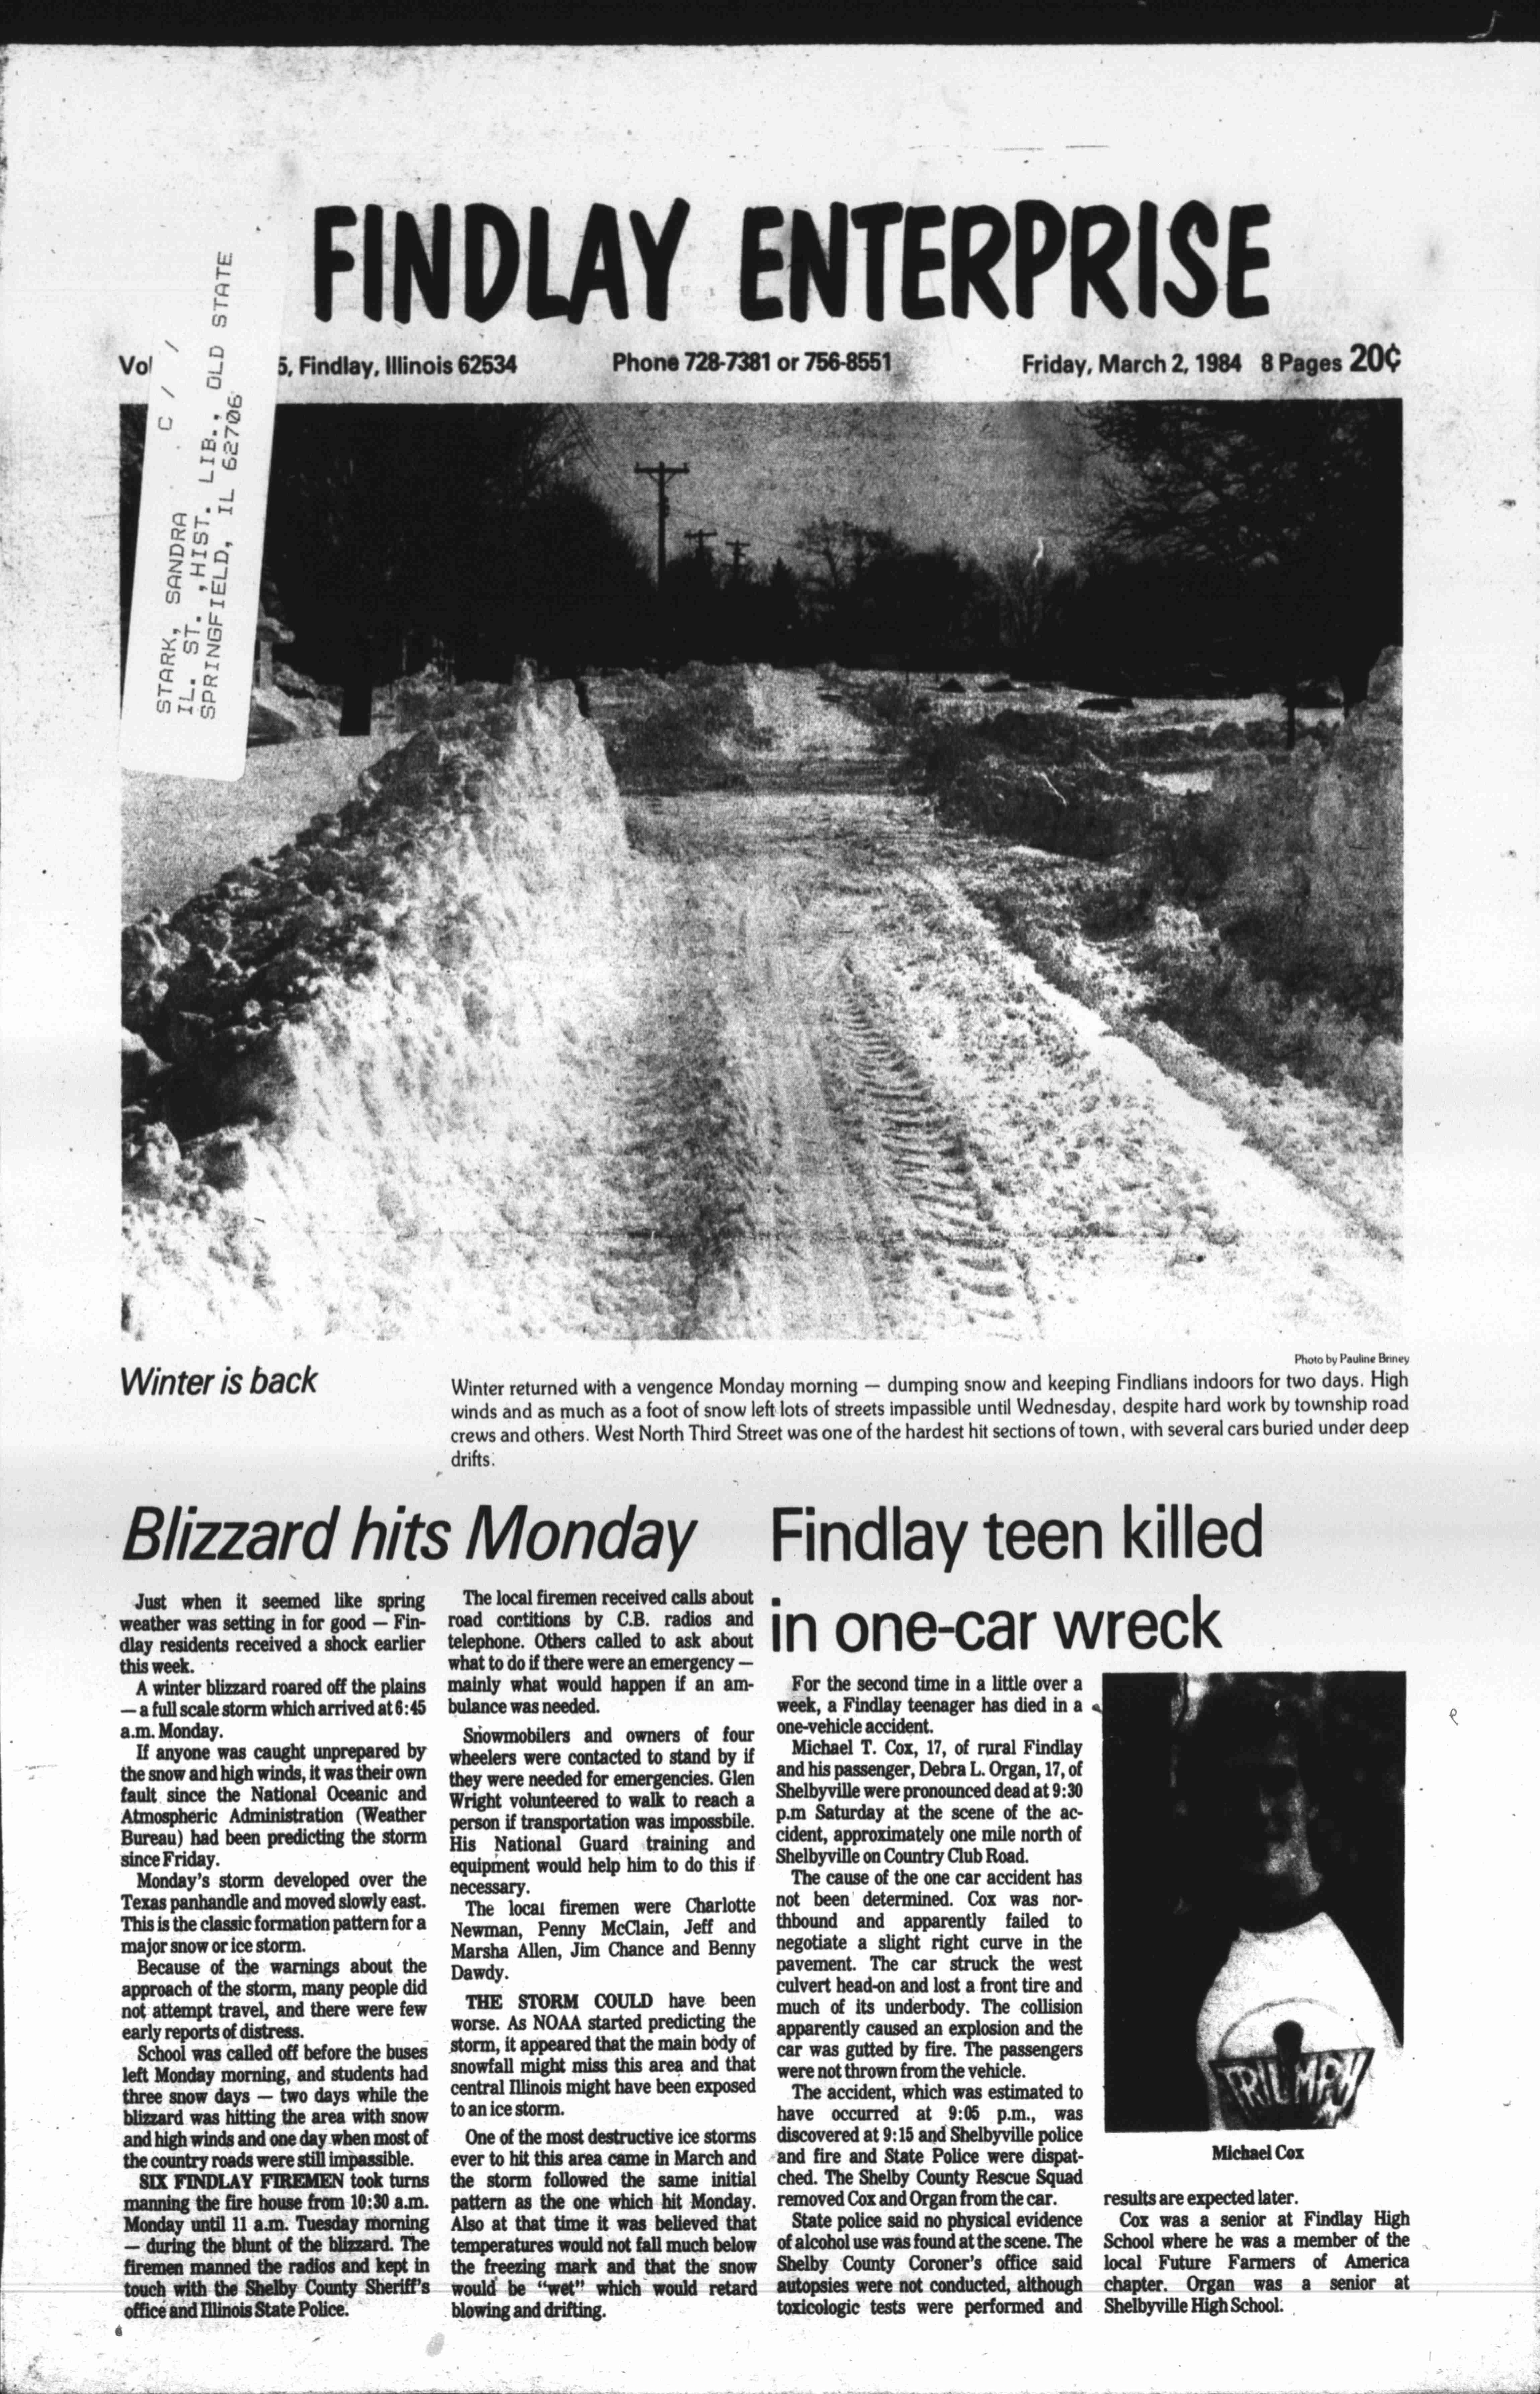 FINDLAY ENTERPRISE
STARK, SANDRA C / /
IL. ST. ,HIST. LIB., OLD STATE
SPRINGFIELD, IL 62706
Vol 5, Findlay, Illinois 62534 Phone 728-7381 or 756-8551 Friday, March 2, 1984 8 Pages 20¢
Photo by Pauline Briney
Winter is back
Winter returned with a vengence Monday morning — dumping snow and keeping Findlians indoors for two days. High
winds and as much as a foot of snow left lots of streets impassible until Wednesday, despite hard work by township road
crews and others. West North Third Street was one of the hardest hit sections of town, with several cars buried under deep
drifts.
Blizzard hits Monday
Just when it seemed like spring
weather was setting in for good — Fin-
dlay residents received a shock earlier
this week.
A winter blizzard roared off the plains
— a full scale storm which arrived at 6:45
a.m. Monday.
If anyone was caught unprepared by
the snow and high winds, it was their own
fault since the National Oceanic and
Atmospheric Administration (Weather
Bureau) had been predicting the storm
since Friday.
Monday's storm developed over the
Texas panhandle and moved slowly east.
This is the classic formation pattern for a
major snow or ice storm.
Because of the warnings about the
approach of the storm, many people did
not attempt travel, and there were few
early reports of distress.
School was called off before the buses
left Monday morning, and students had
three snow days — two days while the
blizzard was hitting the area with snow
and high winds and one day when most of
the country roads were still impassible.
SIX FINDLAY FIREMEN took turns
manning the fire house from 10:30 a.m.
Monday until 11 a.m. Tuesday morning
— during the blunt of the blizzard. The
firemen manned the radios and kept in
touch with the Shelby County Sheriff's
office and Illinois State Police.
The local firemen received calls about
road contitions by C.B. radios and
telephone. Others called to ask about
what to do if there were an emergency —
mainly what would happen if an am-
bulance was needed.
Snowmobilers and owners of four
wheelers were contacted to stand by if
they were needed for emergencies. Glen
Wright volunteered to walk to reach a
person if transportation was impossbile.
His National Guard training and
equipment would help him to do this if
necessary.
The local firemen were Charlotte
Newman, Penny McClain, Jeff and
Marsha Allen, Jim Chance and Benny
Dawdy.
THE STORM COULD have been
worse. As NOAA started predicting the
storm, it appeared that the main body of
snowfall might miss this area and that
central Illinois might have been exposed
to an ice storm.
One of the most destructive ice storms
ever to hit this area came in March and
the storm followed the same initial
pattern as the one which hit Monday.
Also at that time it was believed that
temperatures would not fall much below
the freezing mark and that the snow
would be "wet" which would retard
blowing and drifting.
Findlay teen killed
in one-car wreck
For the second time in a little over a
week, a Findlay teenager has died in a
one-vehicle accident.
Michael T. Cox, 17, of rural Findlay
and his passenger, Debra L. Organ, 17, of
Shelbyville were pronounced dead at 9:30
p.m Saturday at the scene of the ac-
cident, approximately one mile north of
Shelbyville on Country Club Road.
The cause of the one car accident has
not been determined. Cox was nor-
thbound and apparently failed to
negotiate a slight right curve in the
pavement. The car struck the west
culvert head-on and lost a front tire and
much of its underbody. The collision
apparently caused an explosion and the
car was gutted by fire. The passengers
were not thrown from the vehicle.
The accident, which was estimated to
have occurred at 9:05 p.m., was
discovered at 9:15 and Shelbyville police
and fire and State Police were dispat-
ched. The Shelby County Rescue Squad
removed Cox and Organ from the car.
State police said no physical evidence
of alcohol use was found at the scene. The
Shelby County Coroner's office said
autopsies were not conducted, although
toxicologic tests were performed and
TRIUMPH
Michael Cox
results are expected later.
Cox was a senior at Findlay High
School where he was a member of the
local Future Farmers of America
chapter. Organ was a senior at
Shelbyville High School.